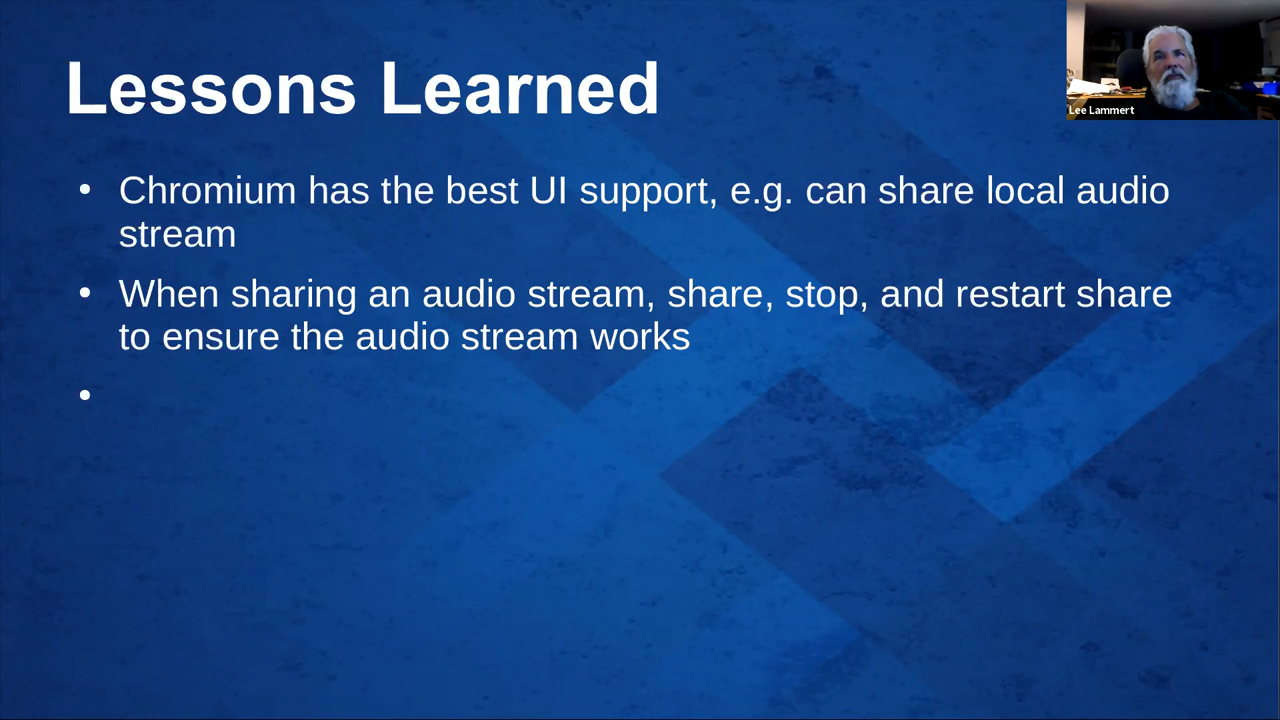 Lessons Learned
Lee Lammert
• Chromium has the best UI support, e.g. can share local audio
stream
• When sharing an audio stream, share, stop, and restart share
to ensure the audio stream works
•